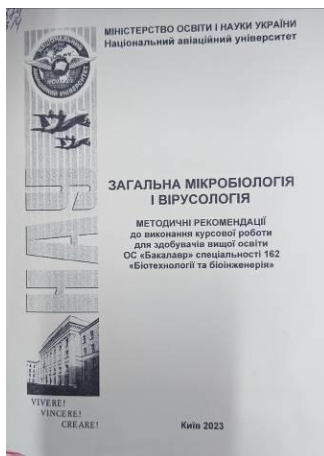 МІНІСТЕРСТВО ОСВІТИ І НАУКИ УКРАЇНИ
Національний авіаційний університет
НАУ
ЗАГАЛЬНА МІКРОБІОЛОГІЯ
І ВІРУСОЛОГІЯ
МЕТОДИЧНІ РЕКОМЕНДАЦІЇ
до виконання курсової роботи
для здобувачів вищої освіти
ОС «Бакалавр» спеціальності 162
«Біотехнології та біоінженерія»
VIVERE!
VINCERE!
CREARE!
Київ 2023